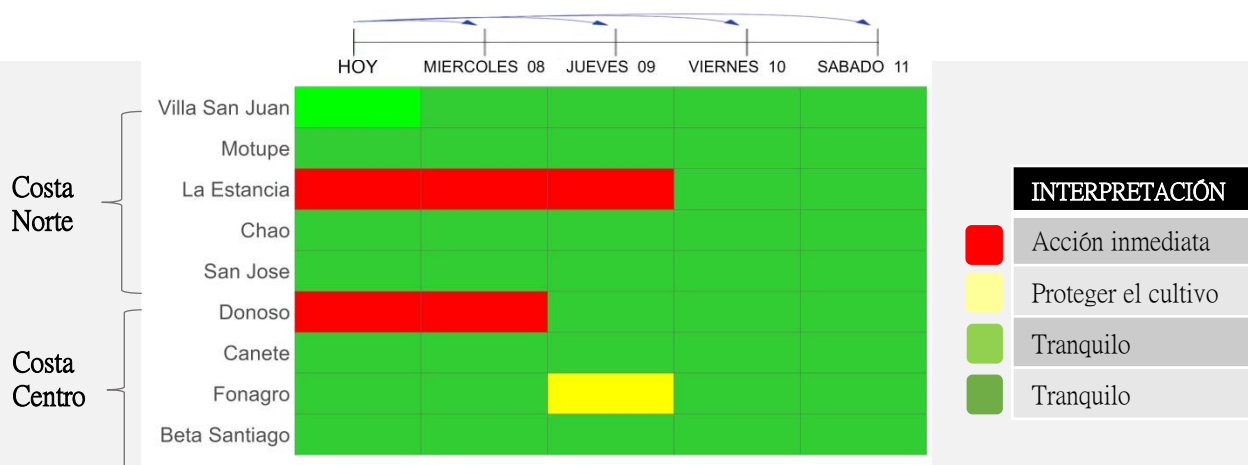 HOY MIERCOLES 08 JUEVES 09 VIERNES 10 SABADO 11
Costa
Norte
Villa San Juan
Motupe
La Estancia
Chao
San Jose
Costa
Centro
Donoso
Canete
Fonagro
Beta Santiago
INTERPRETACIÓN
Acción inmediata
Proteger el cultivo
Tranquilo
Tranquilo